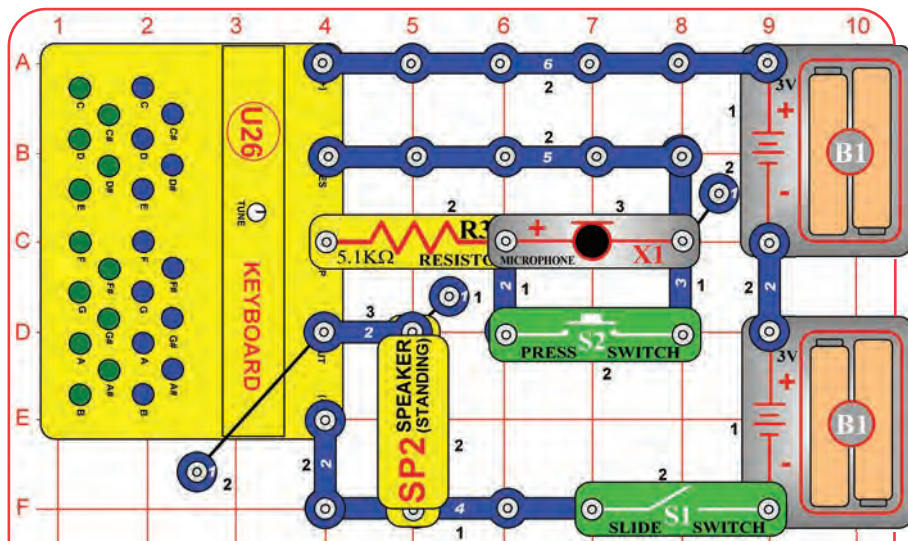 1 2 3 4 5 6 7 8 9 10
A
B
C
D
E
F
U26
TUNE
KEYBOARD
C C# D D# E F F# G G# A A# B
C C# D D# E F F# G G# A A# B
6
2
2
5
2
1
1
3V
+
-
B1
2
R3
5.1KΩ
RESISTO
3
+
MICROPHONE
X1
2
1
3
1
2
2
1
1
3
2
S2
PRESS SWITCH
2
SP2 SPEAKER
(STANDING)
2
1
2
2
2
4
1
2
S1
SLIDE SWITCH
1
3V
+
-
B1